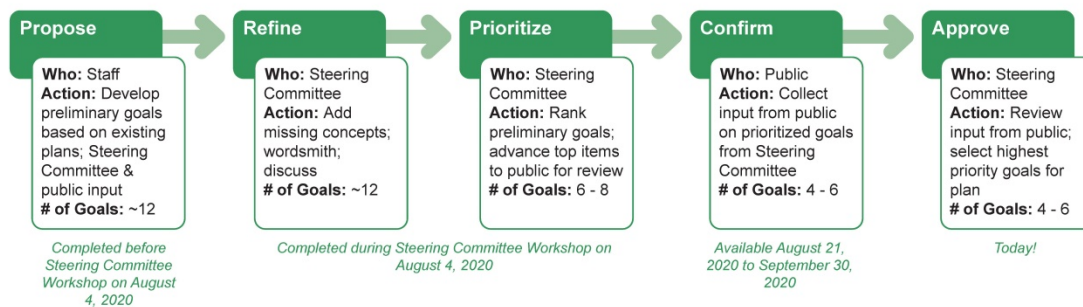 Propose
Who: Staff
Action: Develop
preliminary goals
based on existing
plans; Steering
Committee &
public input
# of Goals: ~12
Completed before
Steering Committee
Workshop on August
4, 2020
Refine
Who: Steering
Committee
Action: Add
missing concepts;
wordsmith;
discuss
# of Goals: ~12
Prioritize
Who: Steering
Committee
Action: Rank
preliminary goals;
advance top items
to public for review
# of Goals: 6 - 8
Completed during Steering Committee Workshop on
August 4, 2020
Confirm
Who: Public
Action: Collect
input from public
on prioritized goals
from Steering
Committee
# of Goals: 4 - 6
Available August 21,
2020 to September 30,
2020
Approve
Who: Steering
Committee
Action: Review
input from public;
select highest
priority goals for
plan
# of Goals: 4 - 6
Today!